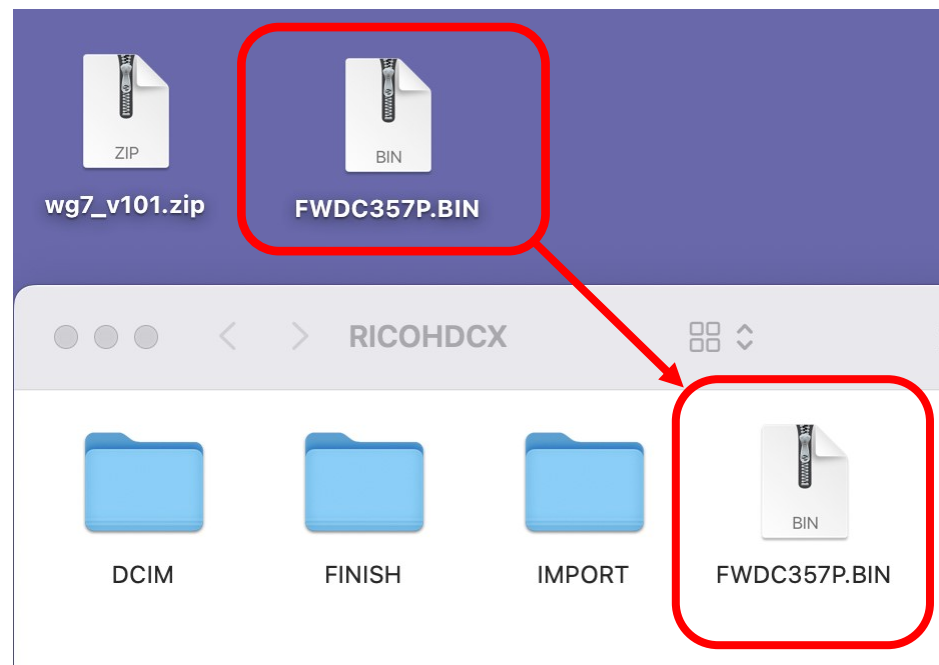 ZIP
BIN
wg7_v101.zip
FWDC357P.BIN
RICOHDCX
BIN
DCIM
FINISH
IMPORT
FWDC357P.BIN